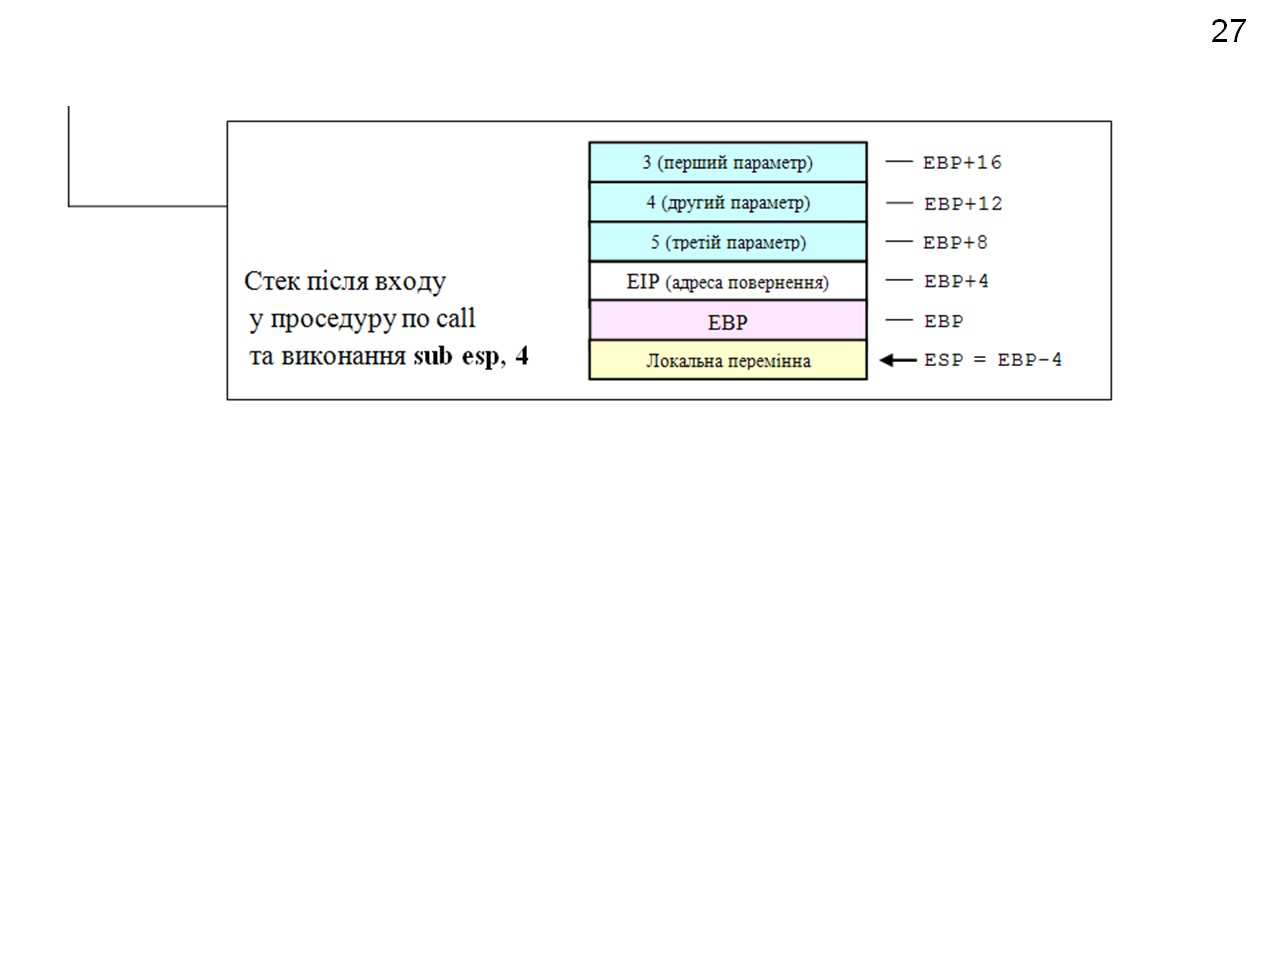 27
3 (перший параметр) EBP+16
4 (другий параметр) EBP+12
5 (третій параметр) EBP+8
EIP (адреса повернення) EBP+4
EBP EBP
Локальна перемінна ESP = EBP-4
Стек після входу
у проседуру по call
та виконання sub esp, 4